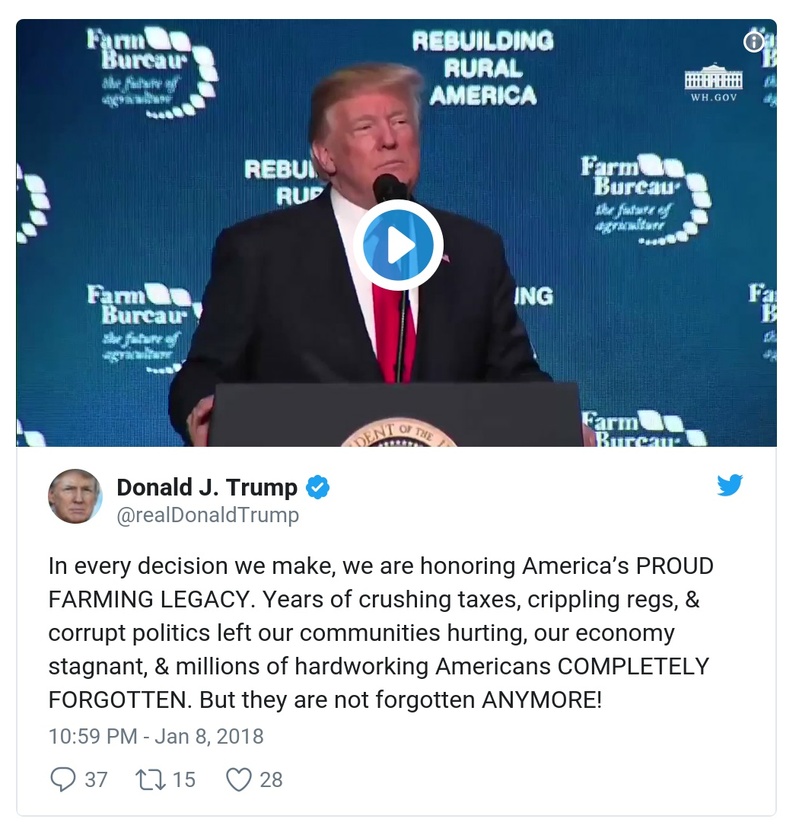 Farm
Bureau
the future of
agriculture
REBUILDING
RURAL
AMERICA
WH.GOV
REBUI
RUR
Farm
Bureau
the future of
agriculture
Farm
Bureau
the future of
agriculture
ING
Fa
B
Farm
Bureau
DENT OF THE
Donald J. Trump
@realDonaldTrump
In every decision we make, we are honoring America’s PROUD
FARMING LEGACY. Years of crushing taxes, crippling regs, &
corrupt politics left our communities hurting, our economy
stagnant, & millions of hardworking Americans COMPLETELY
FORGOTTEN. But they are not forgotten ANYMORE!
10:59 PM - Jan 8, 2018
37 15 28